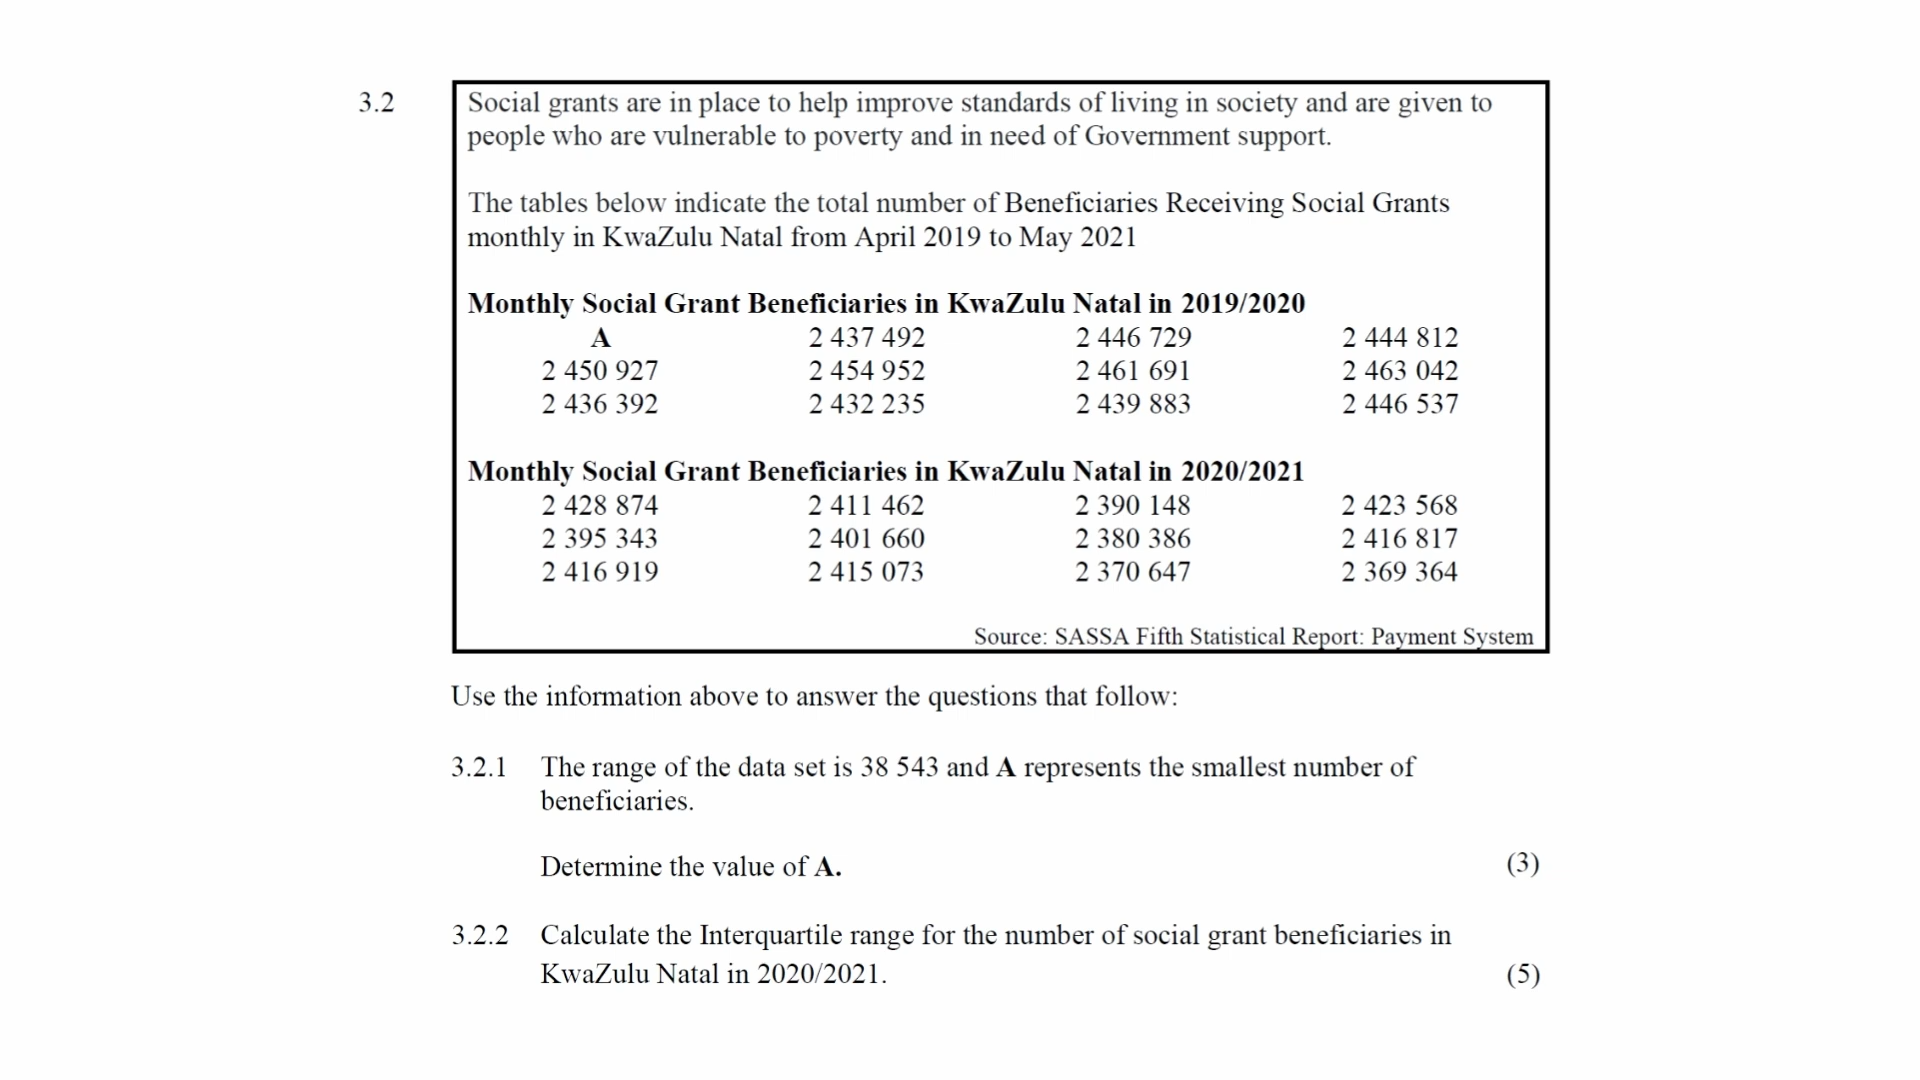 3.2
Social grants are in place to help improve standards of living in society and are given to
people who are vulnerable to poverty and in need of Government support.
The tables below indicate the total number of Beneficiaries Receiving Social Grants
monthly in KwaZulu Natal from April 2019 to May 2021
Monthly Social Grant Beneficiaries in KwaZulu Natal in 2019/2020
A 2 437 492 2 446 729 2 444 812
2 450 927 2 454 952 2 461 691 2 463 042
2 436 392 2 432 235 2 439 883 2 446 537
Monthly Social Grant Beneficiaries in KwaZulu Natal in 2020/2021
2 428 874 2 411 462 2 390 148 2 423 568
2 395 343 2 401 660 2 380 386 2 416 817
2 416 919 2 415 073 2 370 647 2 369 364
Source: SASSA Fifth Statistical Report: Payment System
Use the information above to answer the questions that follow:
3.2.1 The range of the data set is 38 543 and A represents the smallest number of
beneficiaries.
Determine the value of A. (3)
3.2.2 Calculate the Interquartile range for the number of social grant beneficiaries in
KwaZulu Natal in 2020/2021. (5)